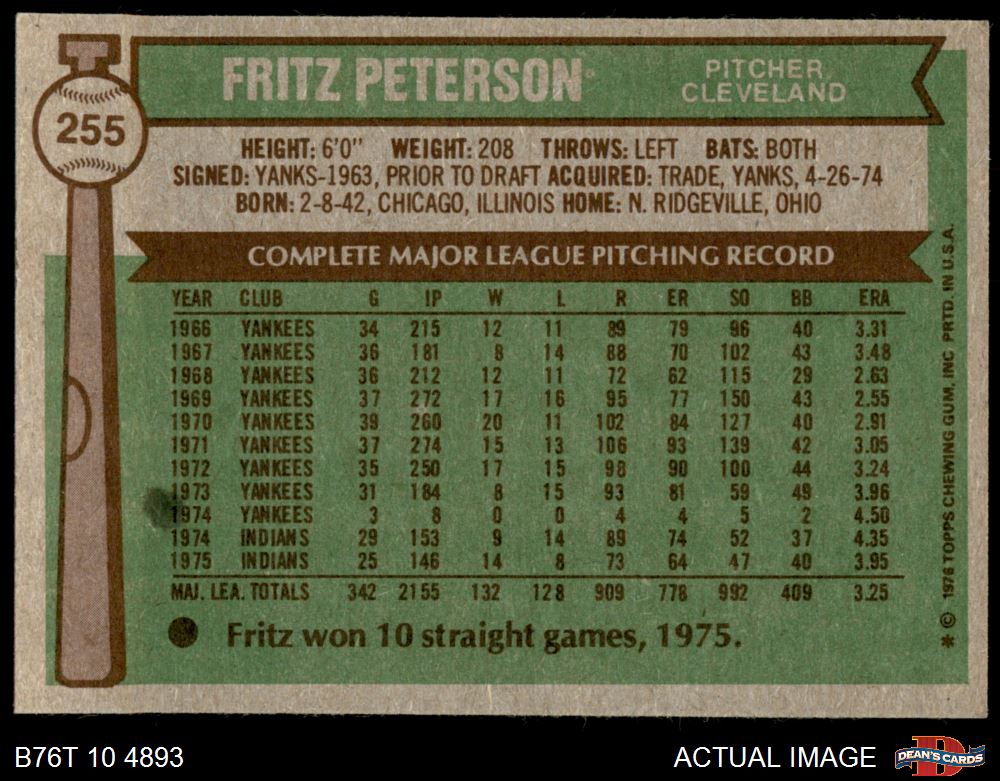 FRITZ PETERSON
PITCHER
CLEVELAND
255
HEIGHT: 6'0" WEIGHT: 208 THROWS: LEFT BATS: BOTH
SIGNED: YANKS-1963, PRIOR TO DRAFT ACQUIRED: TRADE, YANKS, 4-26-74
BORN: 2-8-42, CHICAGO, ILLINOIS HOME: N. RIDGEVILLE, OHIO
COMPLETE MAJOR LEAGUE PITCHING RECORD
YEAR CLUB G IP W L R ER SO BB ERA
1966 YANKEES 34 215 12 11 89 79 96 40 3.31
1967 YANKEES 36 181 8 14 88 70 102 43 3.48
1968 YANKEES 36 212 12 11 72 62 115 29 2.63
1969 YANKEES 37 272 17 16 95 77 150 43 2.55
1970 YANKEES 39 260 20 11 102 84 127 40 2.91
1971 YANKEES 37 274 15 13 106 93 139 42 3.05
1972 YANKEES 35 250 17 15 98 90 100 44 3.24
1973 YANKEES 31 184 8 15 93 81 59 49 3.96
1974 YANKEES 3 8 0 0 4 4 5 2 4.50
1974 INDIANS 29 153 9 14 89 74 52 37 4.35
1975 INDIANS 25 146 14 8 73 64 47 40 3.95
MAJ. LEA. TOTALS 342 2155 132 128 909 778 992 409 3.25
● Fritz won 10 straight games, 1975.
* © 1976 TOPPS CHEWING GUM, INC. PRTD. IN U.S.A.
B76T 10 4893
ACTUAL IMAGE
D
DEAN'S CARDS